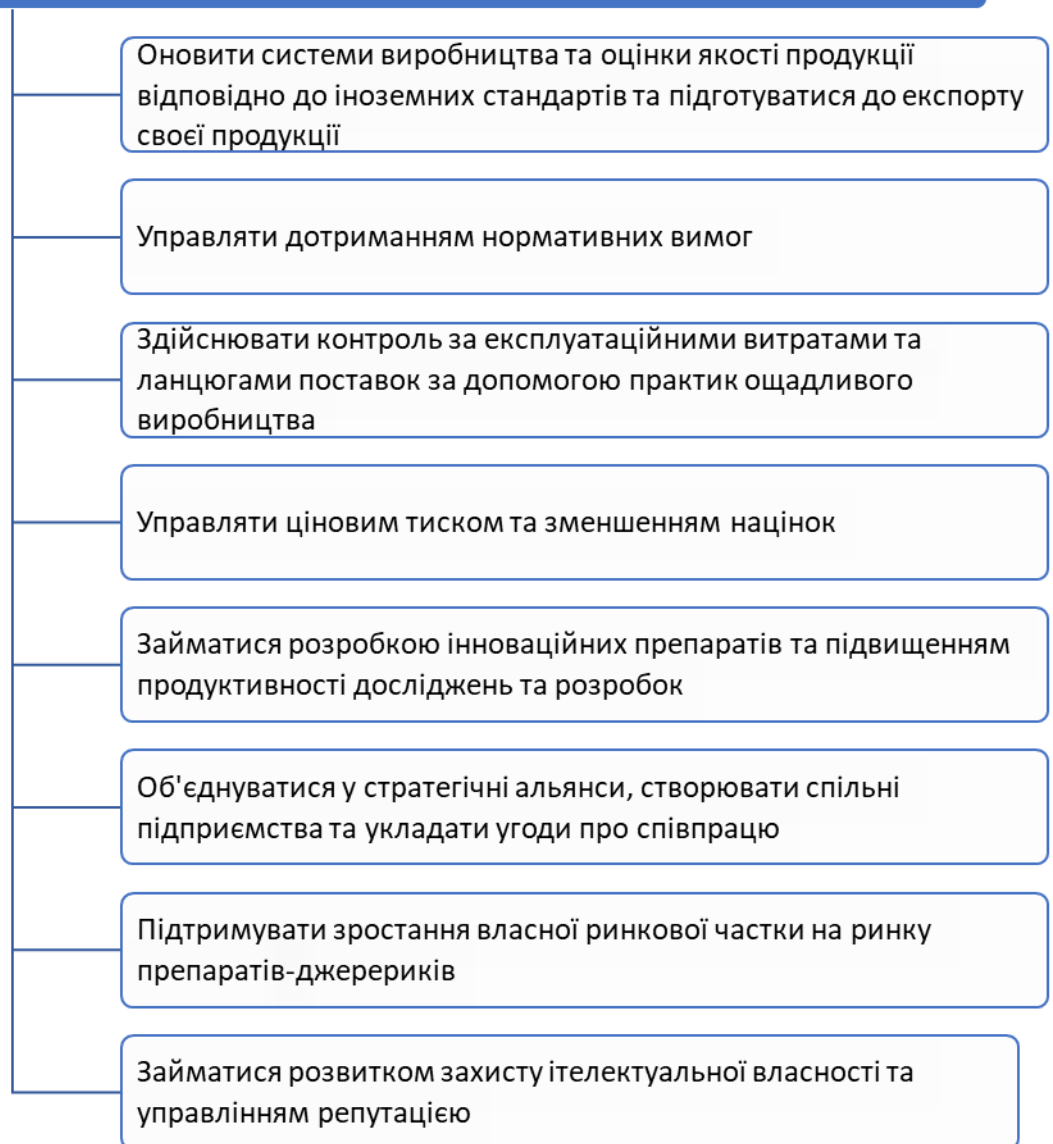 Оновити системи виробництва та оцінки якості продукції
відповідно до іноземних стандартів та підготуватися до експорту
своєї продукції
Управляти дотриманням нормативних вимог
Здійснювати контроль за експлуатаційними витратами та
ланцюгами поставок за допомогою практик ощадливого
виробництва
Управляти ціновим тиском та зменшенням націнок
Займатися розробкою інноваційних препаратів та підвищенням
продуктивності досліджень та розробок
Об'єднуватися у стратегічні альянси, створювати спільні
підприємства та укладати угоди про співпрацю
Підтримувати зростання власної ринкової частки на ринку
препаратів-джерериків
Займатися розвитком захисту ітелектуальної власності та
управлінням репутацією